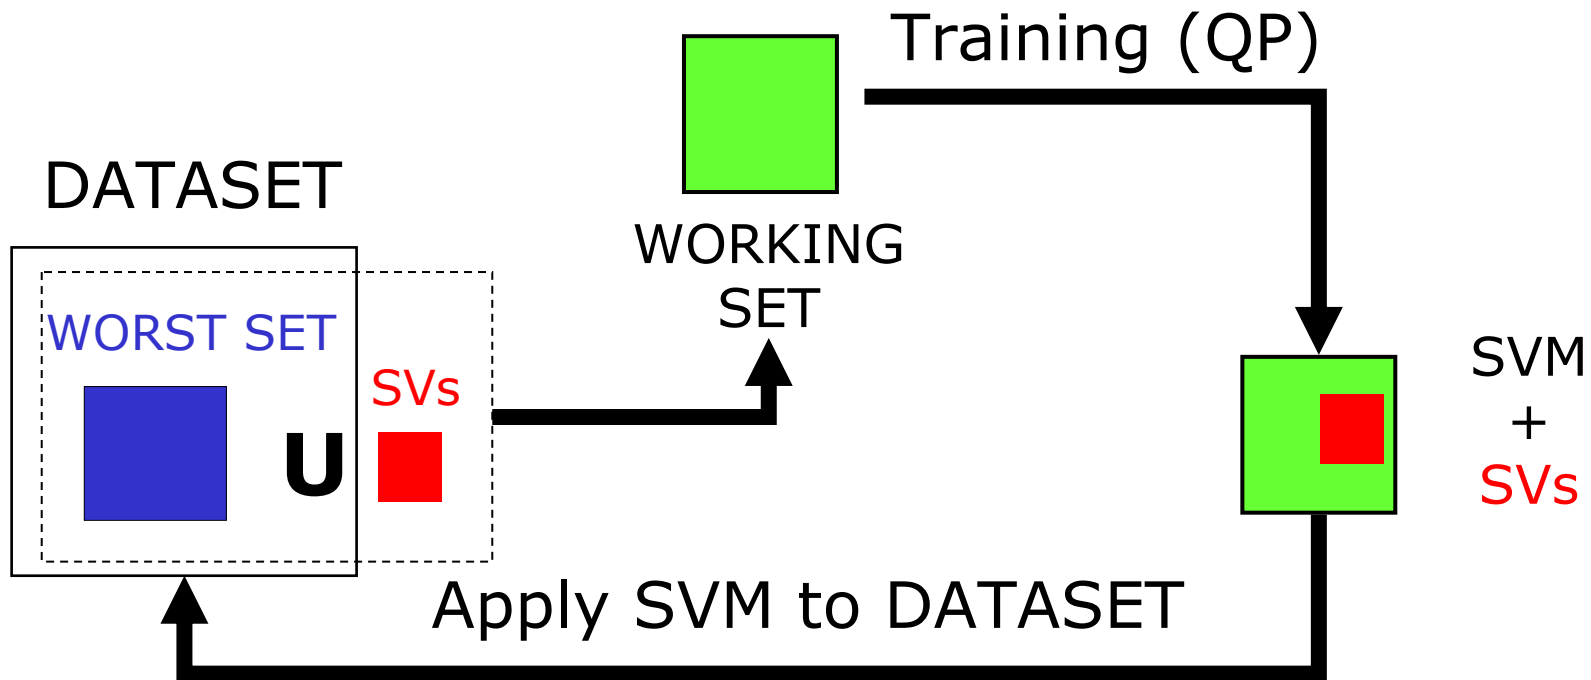 Training (QP)
DATASET
WORKING
SET
WORST SET
SVs
U
SVM
+
SVs
Apply SVM to DATASET